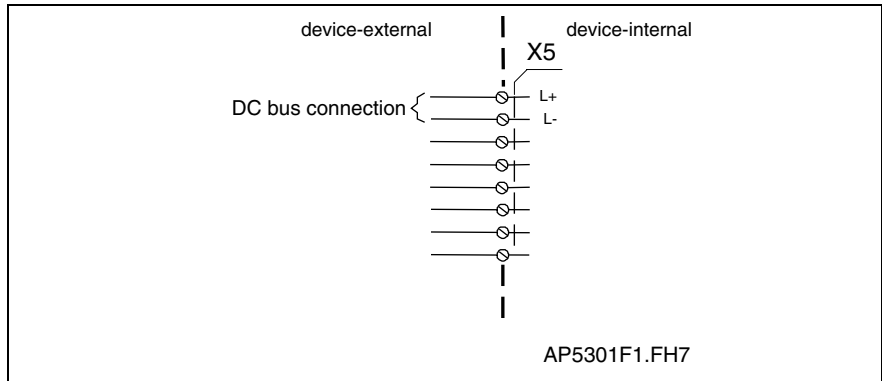 device-external
device-internal
X5
DC bus connection
L+
L-
AP5301F1.FH7